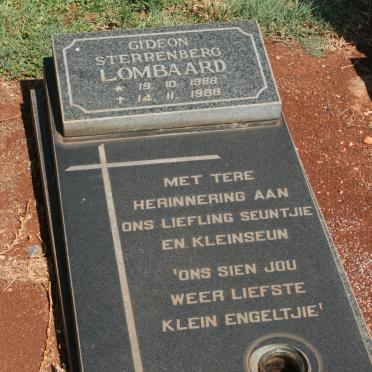 GIDEON
STERRENBERG
LOMBAARD
* 19. 10 1988
+ 14. 11 1988
MET TERE
HERINNERING AAN
ONS LIEFLING SEUNTJIE
EN KLEINSEUN
'ONS SIEN JOU
WEER LIEFSTE
KLEIN ENGELTJIE'